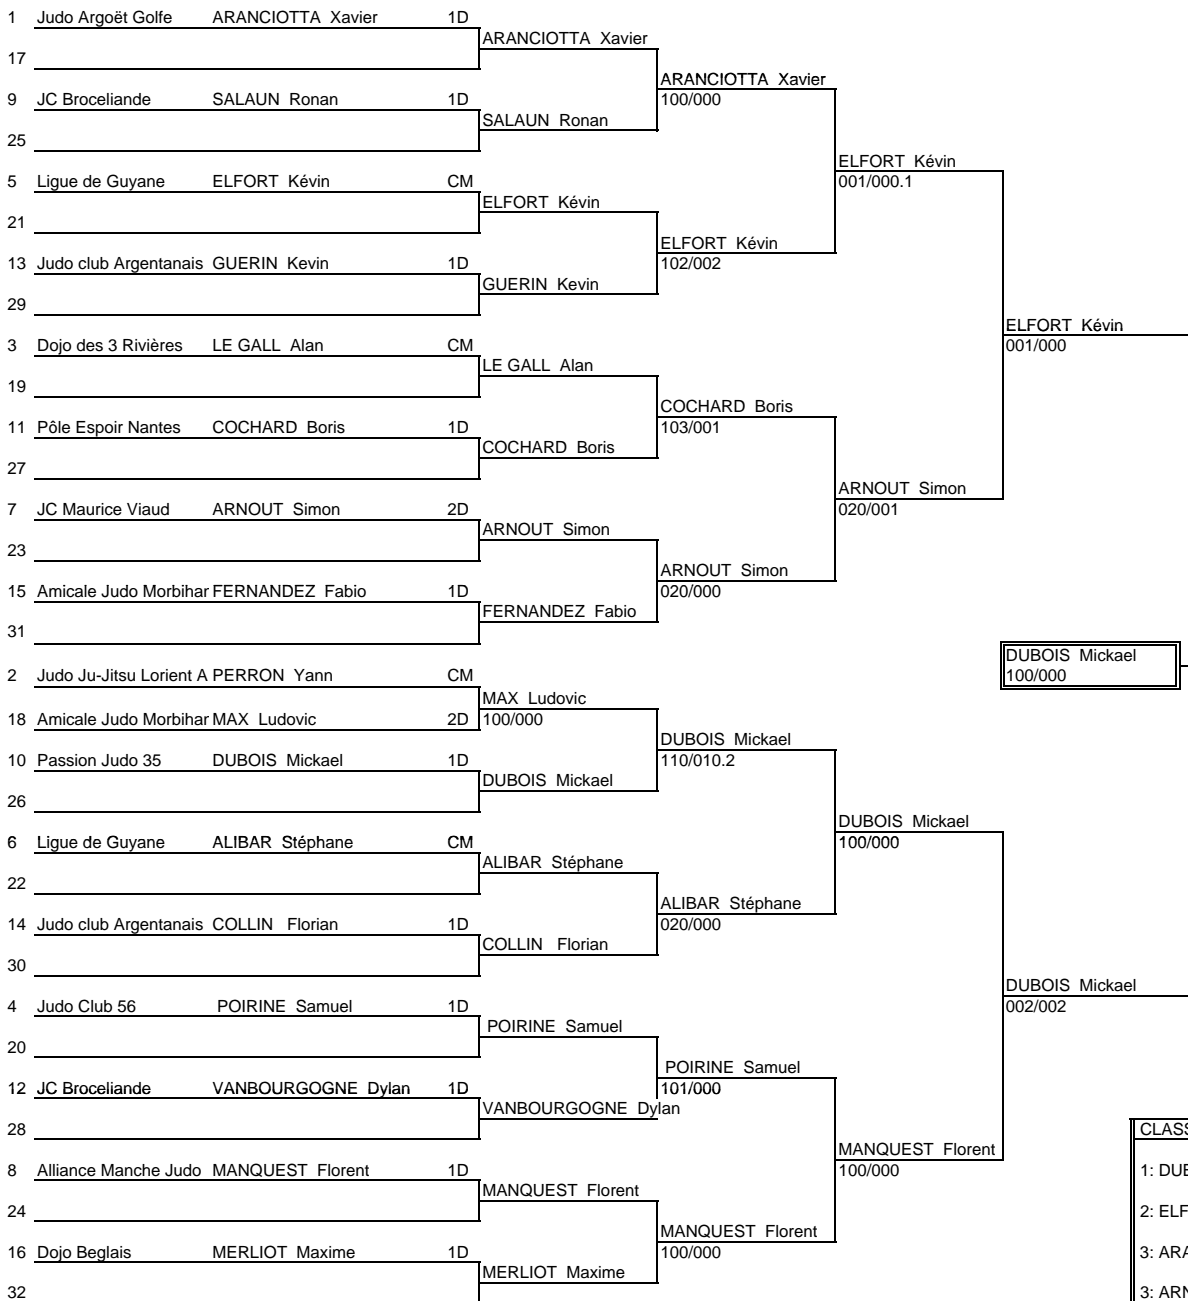 1 Judo Argoët Golfe ARANCIOTTA Xavier 1D
ARANCIOTTA Xavier
17
ARANCIOTTA Xavier
100/000
9 JC Broceliande SALAUN Ronan 1D
SALAUN Ronan
25
ELFORT Kévin
001/000.1
5 Ligue de Guyane ELFORT Kévin CM
ELFORT Kévin
21
ELFORT Kévin
102/002
13 Judo club Argentanais GUERIN Kevin 1D
GUERIN Kevin
29
ELFORT Kévin
001/000
3 Dojo des 3 Rivières LE GALL Alan CM
LE GALL Alan
19
COCHARD Boris
103/001
11 Pôle Espoir Nantes COCHARD Boris 1D
COCHARD Boris
27
ARNOUT Simon
020/001
7 JC Maurice Viaud ARNOUT Simon 2D
ARNOUT Simon
23
ARNOUT Simon
020/000
15 Amicale Judo Morbihar FERNANDEZ Fabio 1D
FERNANDEZ Fabio
31
DUBOIS Mickael
100/000
2 Judo Ju-Jitsu Lorient A PERRON Yann CM
MAX Ludovic
100/000
18 Amicale Judo Morbihar MAX Ludovic 2D
DUBOIS Mickael
110/010.2
10 Passion Judo 35 DUBOIS Mickael 1D
DUBOIS Mickael
26
DUBOIS Mickael
100/000
6 Ligue de Guyane ALIBAR Stéphane CM
ALIBAR Stéphane
22
ALIBAR Stéphane
020/000
14 Judo club Argentanais COLLIN Florian 1D
COLLIN Florian
30
DUBOIS Mickael
002/002
4 Judo Club 56 POIRINE Samuel 1D
POIRINE Samuel
20
POIRINE Samuel
101/000
12 JC Broceliande VANBOURGOGNE Dylan 1D
VANBOURGOGNE Dylan
28
MANQUEST Florent
100/000
8 Alliance Manche Judo MANQUEST Florent 1D
MANQUEST Florent
24
MANQUEST Florent
100/000
16 Dojo Beglais MERLIOT Maxime 1D
MERLIOT Maxime
32
1:
2:
3:
3: